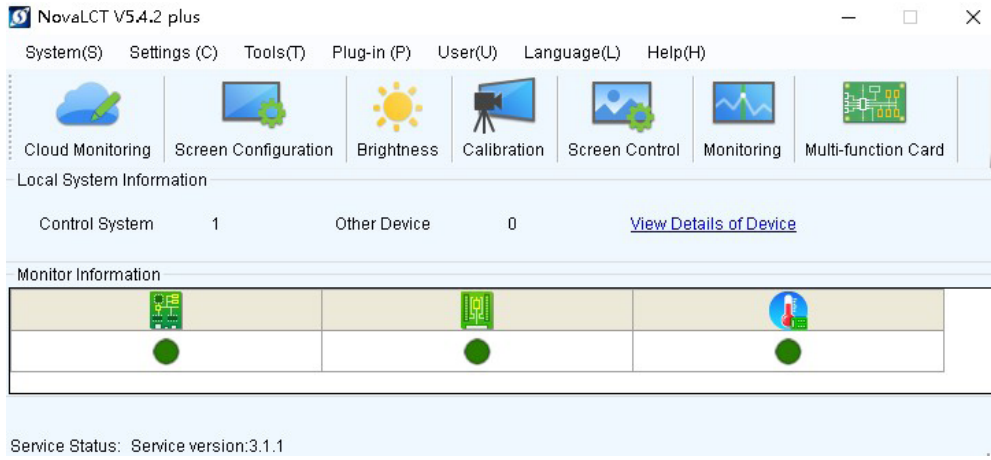 NovaLCT V5.4.2 plus
System(S) Settings (C) Tools(T) Plug-in (P) User(U) Language(L) Help(H)
Cloud Monitoring Screen Configuration Brightness Calibration Screen Control Monitoring Multi-function Card
Local System Information
Control System 1 Other Device 0 View Details of Device
Monitor Information
Service Status: Service version:3.1.1